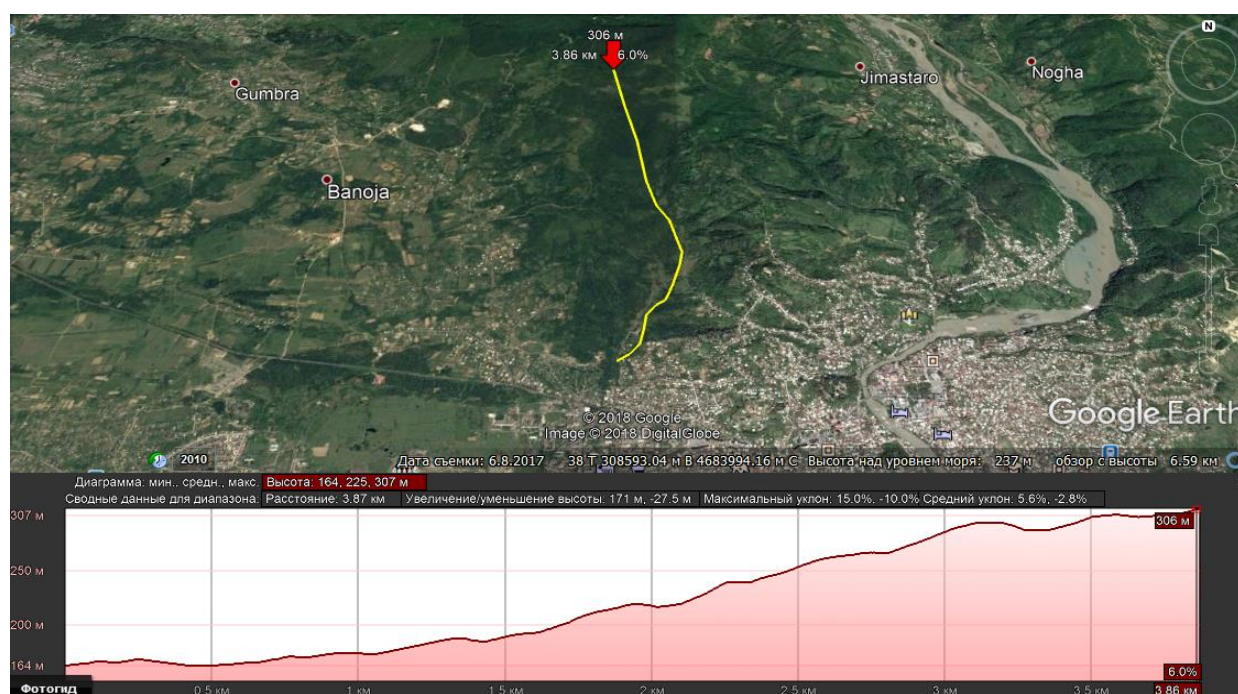 N
306 м
3.86 км 6.0%
Jimastaro
Nogha
Gumbra
Banoja
© 2018 Google
Image © 2018 DigitalGlobe
Google Earth
2010
Дата съемки: 6.8.2017 38 T 308593.04 м В 4683994.16 м С Высота над уровнем моря: 237 м обзор с высоты 6.59 км
Диаграмма: мин., средн., макс. Высота: 164, 225, 307 м
Сводные данные для диапазона: Расстояние: 3.87 км Увеличение/уменьшение высоты: 171 м, -27.5 м Максимальный уклон: 15.0%, -10.0% Средний уклон: 5.6%, -2.8%
307 м
306 м
250 м
200 м
164 м
6.0%
Фотогид 0.5 км 1 км 1.5 км 2 км 2.5 км 3 км 3.5 км 3.86 км